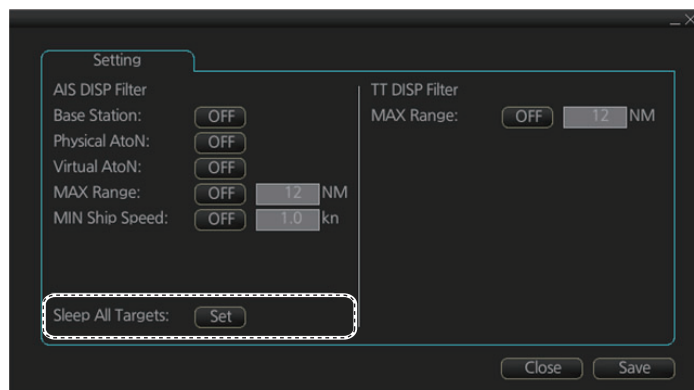 Setting
AIS DISP Filter
Base Station: OFF
Physical AtoN: OFF
Virtual AtoN: OFF
MAX Range: OFF 12 NM
MIN Ship Speed: OFF 1.0 kn
Sleep All Targets: Set
TT DISP Filter
MAX Range: OFF 12 NM
Close Save